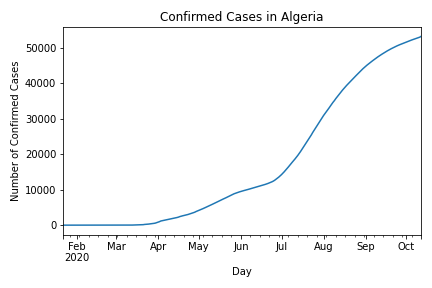 Confirmed Cases in Algeria
Number of Confirmed Cases
50000
40000
30000
20000
10000
0
Feb Mar Apr May Jun Jul Aug Sep Oct
2020
Day